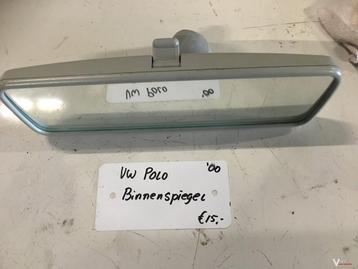 VW POLO '00
VW POLO '00
Binnenspiegel
€15,-